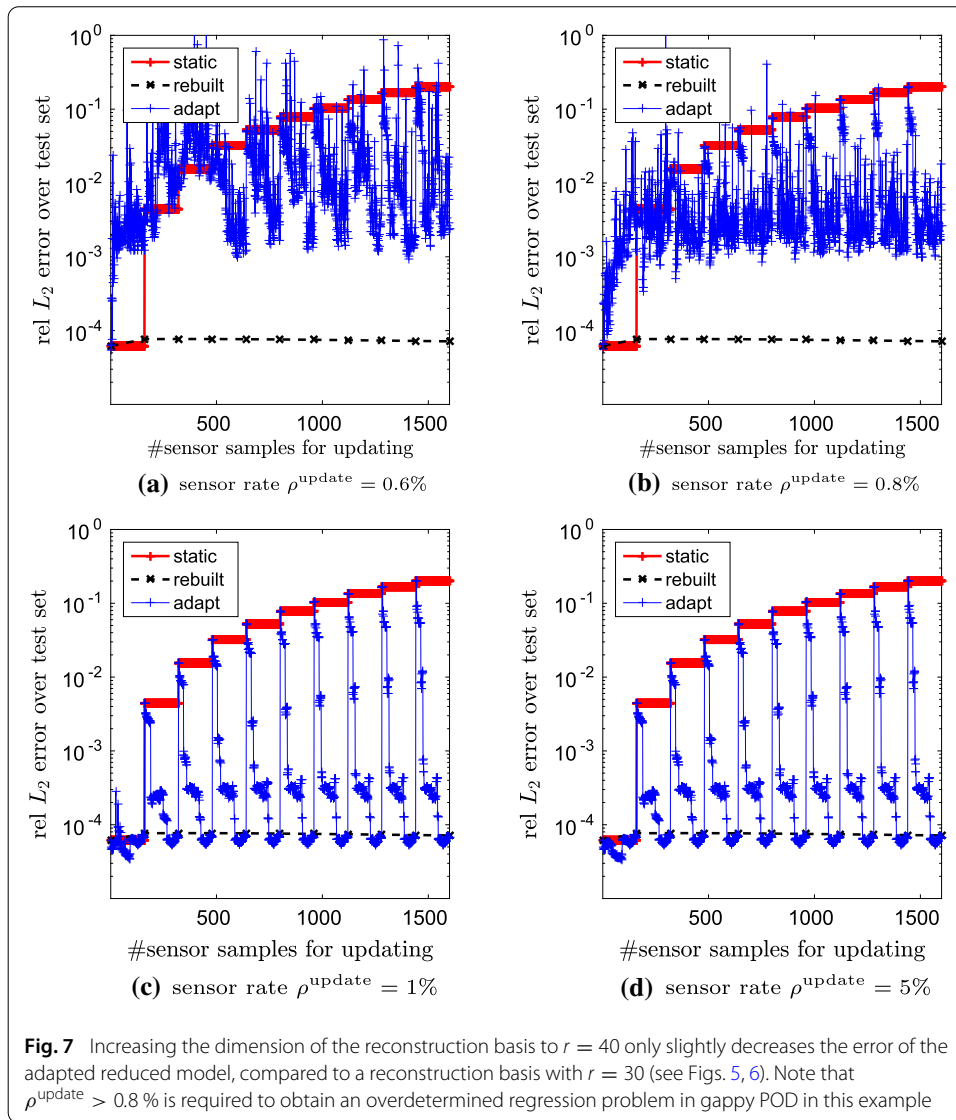 10^0
10^-1
10^-2
10^-3
10^-4
rel L_2 error over test set
static
rebuilt
adapt
500
1000
1500
#sensor samples for updating
(a) sensor rate ρ^update = 0.6%
10^0
10^-1
10^-2
10^-3
10^-4
rel L_2 error over test set
static
rebuilt
adapt
500
1000
1500
#sensor samples for updating
(b) sensor rate ρ^update = 0.8%
10^0
10^-1
10^-2
10^-3
10^-4
rel L_2 error over test set
static
rebuilt
adapt
500
1000
1500
#sensor samples for updating
(c) sensor rate ρ^update = 1%
10^0
10^-1
10^-2
10^-3
10^-4
rel L_2 error over test set
static
rebuilt
adapt
500
1000
1500
#sensor samples for updating
(d) sensor rate ρ^update = 5%
Fig. 7 Increasing the dimension of the reconstruction basis to r = 40 only slightly decreases the error of the
adapted reduced model, compared to a reconstruction basis with r = 30 (see Figs. 5, 6). Note that
ρ^update > 0.8 % is required to obtain an overdetermined regression problem in gappy POD in this example